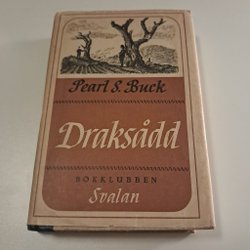 Pearl S. Buck
Draksådd
BOKKLUBBEN
Svalan